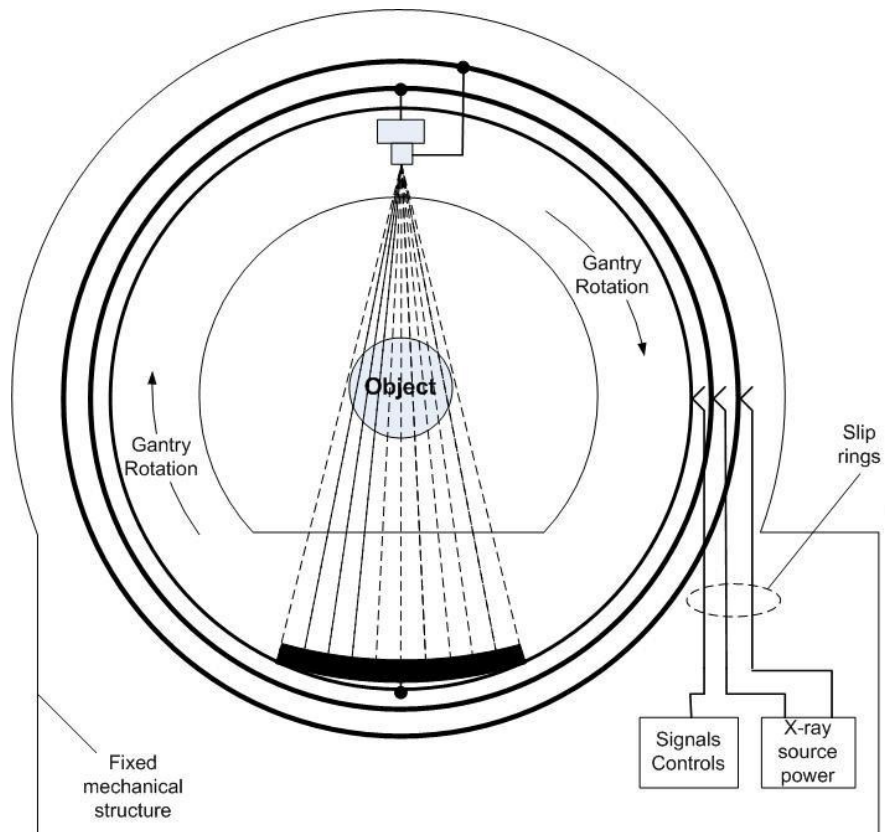 Gantry
Rotation
Object
Gantry
Rotation
Slip
rings
Fixed
mechanical
structure
Signals
Controls
X-ray
source
power